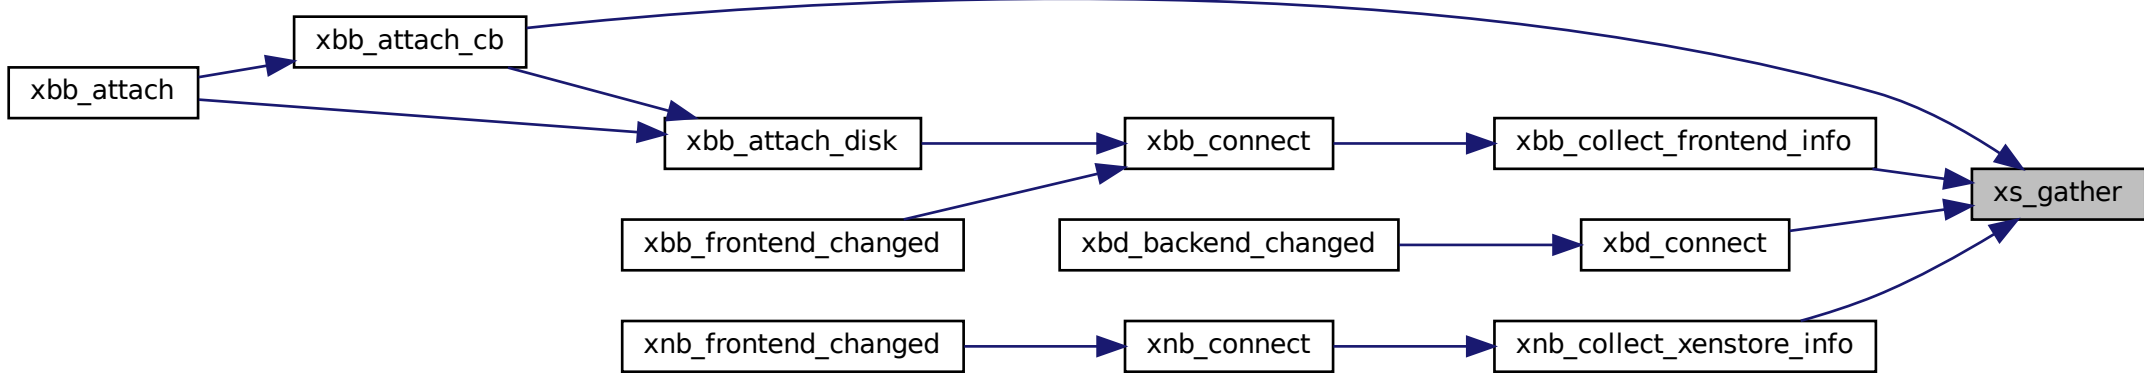 xbb_attach_cb
xbb_attach
xbb_attach_disk
xbb_connect
xbb_collect_frontend_info
xs_gather
xbb_frontend_changed
xbd_backend_changed
xbd_connect
xnb_frontend_changed
xnb_connect
xnb_collect_xenstore_info